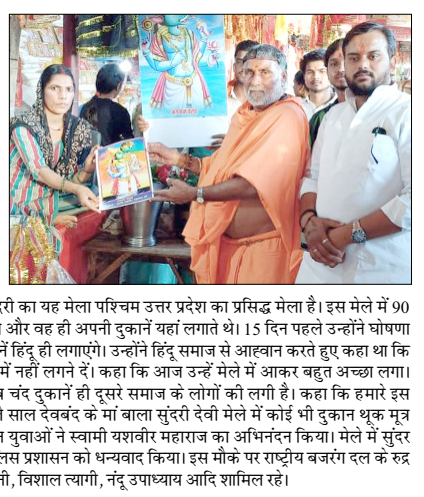 दरी का यह मेला पश्चिम उत्तर प्रदेश का प्रसिद्ध मेला है। इस मेले में 90
और वह ही अपनी दुकानें यहां लगाते थे। 15 दिन पहले उन्होंने घोषणा
नें हिंदू ही लगाएंगे। उन्होंने हिंदू समाज से आह्वान करते हुए कहा था कि
में नहीं लगने दें। कहा कि आज उन्हें मेले में आकर बहुत अच्छा लगा।
चंद दुकानें ही दूसरे समाज के लोगों की लगी है। कहा कि हमारे इस
साल देवबंद के मां बाला सुंदरी देवी मेले में कोई भी दुकान थूक मूत्र
युवाओं ने स्वामी यशवीर महाराज का अभिनंदन किया। मेले में सुंदर
लस प्रशासन को धन्यवाद किया। इस मौके पर राष्ट्रीय बजरंग दल के रुद्र
नी, विशाल त्यागी, नंदू उपाध्याय आदि शामिल रहे।